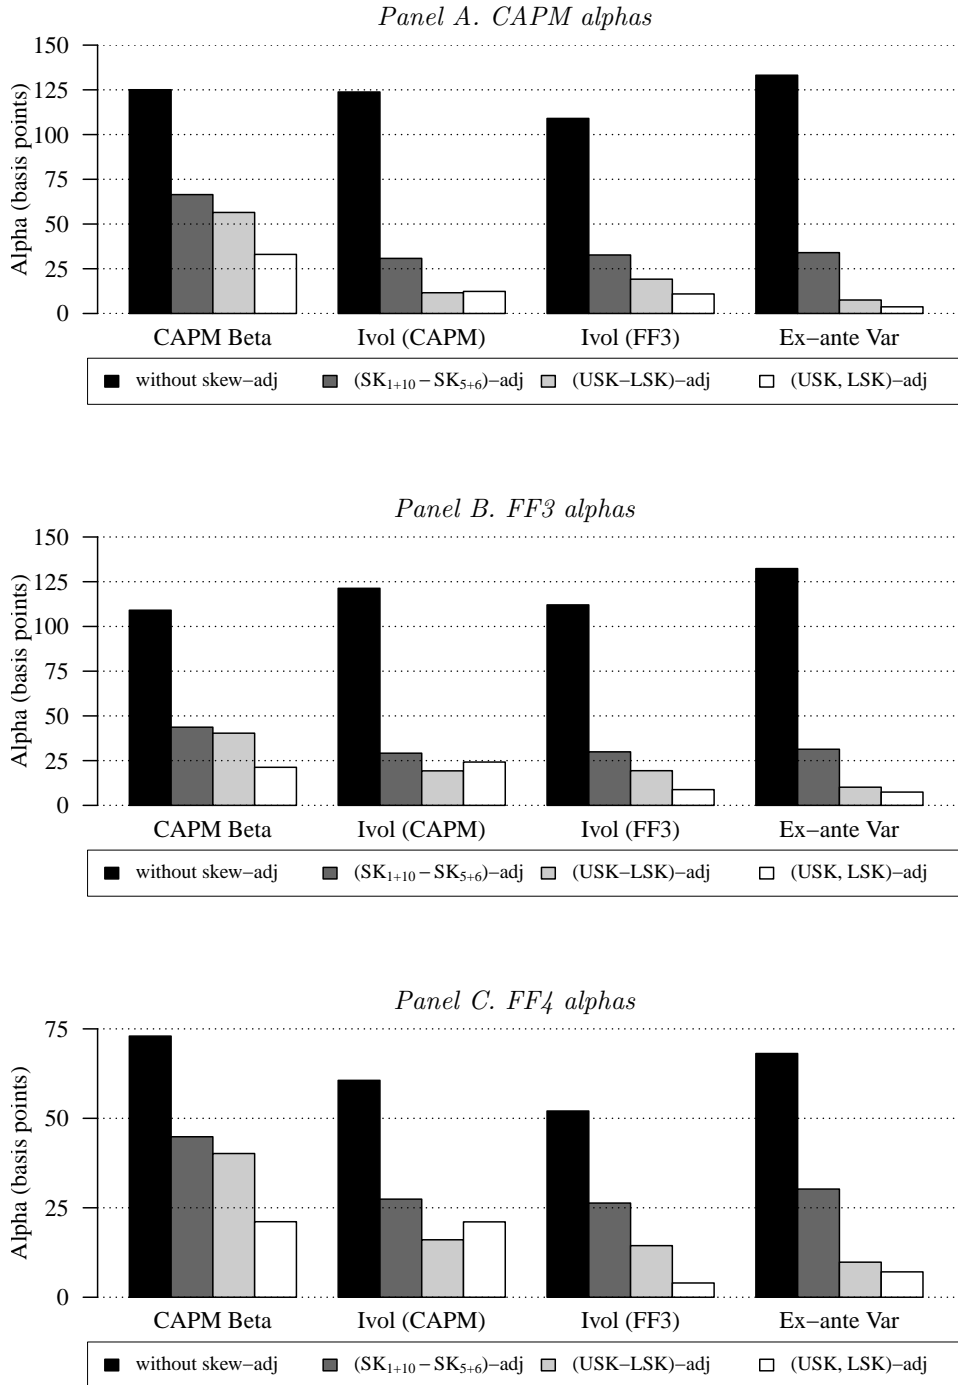 Panel A. CAPM alphas
Alpha (basis points)
150
125
100
75
50
25
0
CAPM Beta Ivol (CAPM) Ivol (FF3) Ex−ante Var
without skew−adj (SK₁₊₁₀−SK₅₊₆)−adj (USK−LSK)−adj (USK, LSK)−adj
Panel B. FF3 alphas
Alpha (basis points)
150
125
100
75
50
25
0
CAPM Beta Ivol (CAPM) Ivol (FF3) Ex−ante Var
without skew−adj (SK₁₊₁₀−SK₅₊₆)−adj (USK−LSK)−adj (USK, LSK)−adj
Panel C. FF4 alphas
Alpha (basis points)
75
50
25
0
CAPM Beta Ivol (CAPM) Ivol (FF3) Ex−ante Var
without skew−adj (SK₁₊₁₀−SK₅₊₆)−adj (USK−LSK)−adj (USK, LSK)−adj